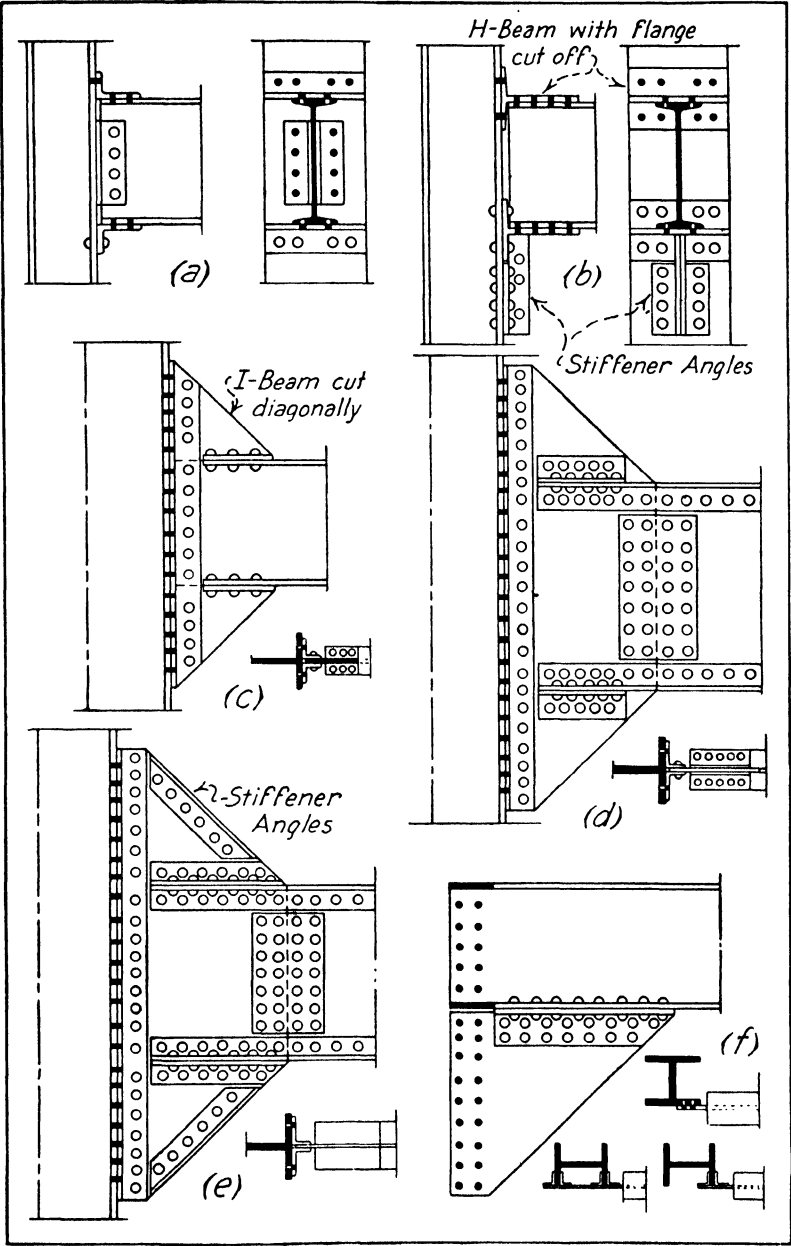 H-Beam with flange
cut off
(a)
(b)
Stiffener Angles
I-Beam cut
diagonally
(c)
(d)
Stiffener
Angles
(e)
(f)